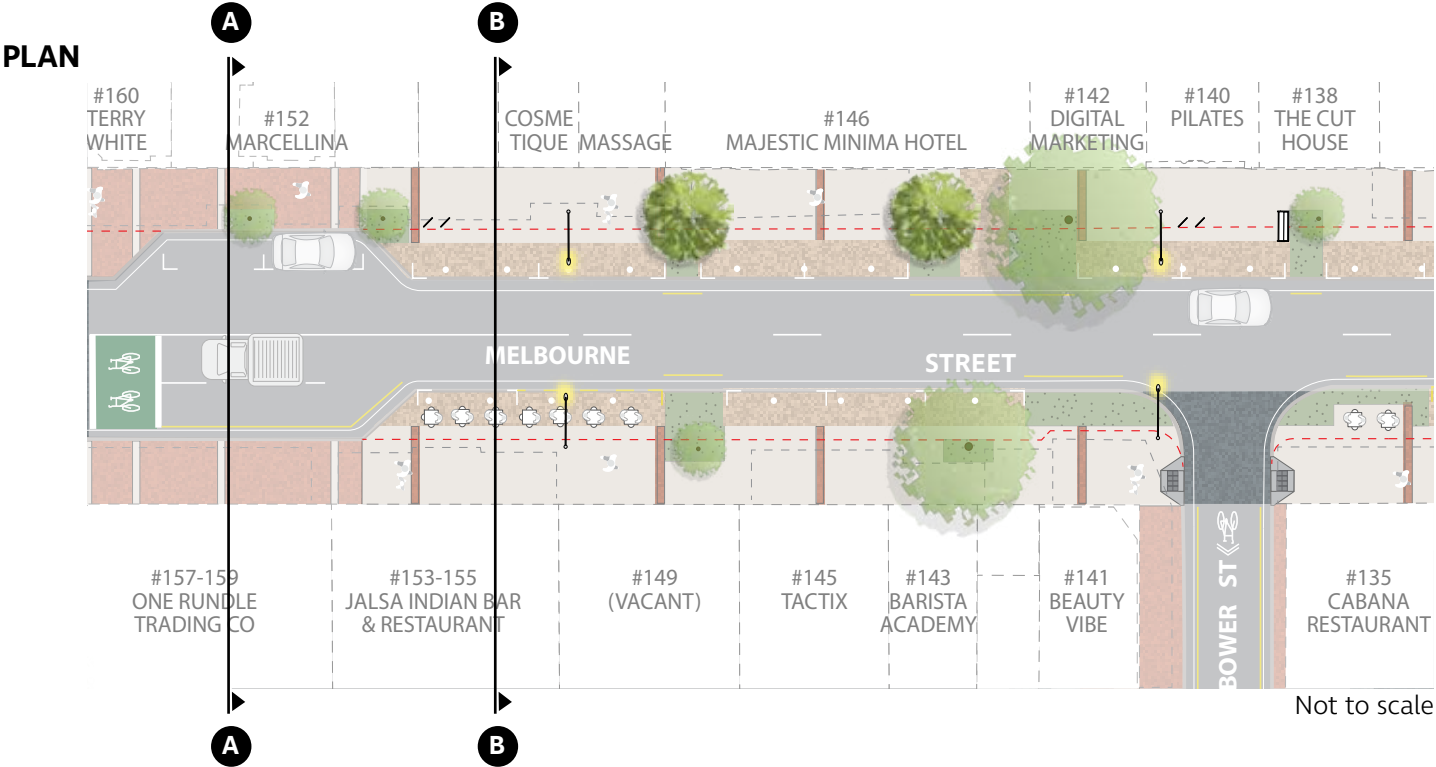 A
B
PLAN
#160
TERRY
WHITE
#152
MARCELLINA
COSME
TIQUE
MASSAGE
#146
MAJESTIC MINIMA HOTEL
#142
DIGITAL
MARKETING
#140
PILATES
#138
THE CUT
HOUSE
MELBOURNE STREET
#157-159
ONE RUNDLE
TRADING CO
#153-155
JALSA INDIAN BAR
& RESTAURANT
#149
(VACANT)
#145
TACTIX
#143
BARISTA
ACADEMY
#141
BEAUTY
VIBE
BOWER ST
#135
CABANA
RESTAURANT
Not to scale
A
B